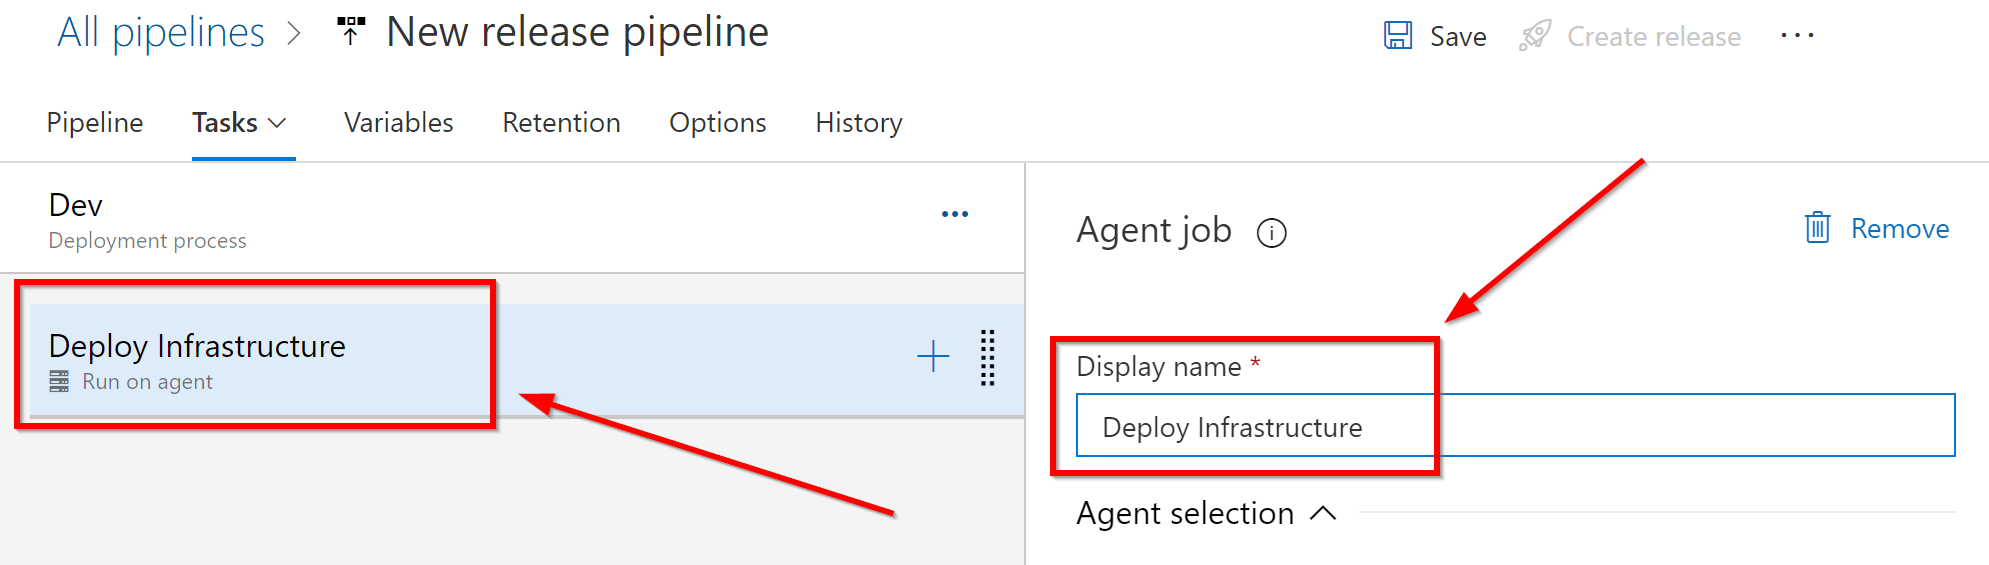 All pipelines > New release pipeline
Save Create release ...
Pipeline Tasks Variables Retention Options History
Dev
Deployment process
...
Deploy Infrastructure
Run on agent
Agent job
Remove
Display name *
Deploy Infrastructure
Agent selection